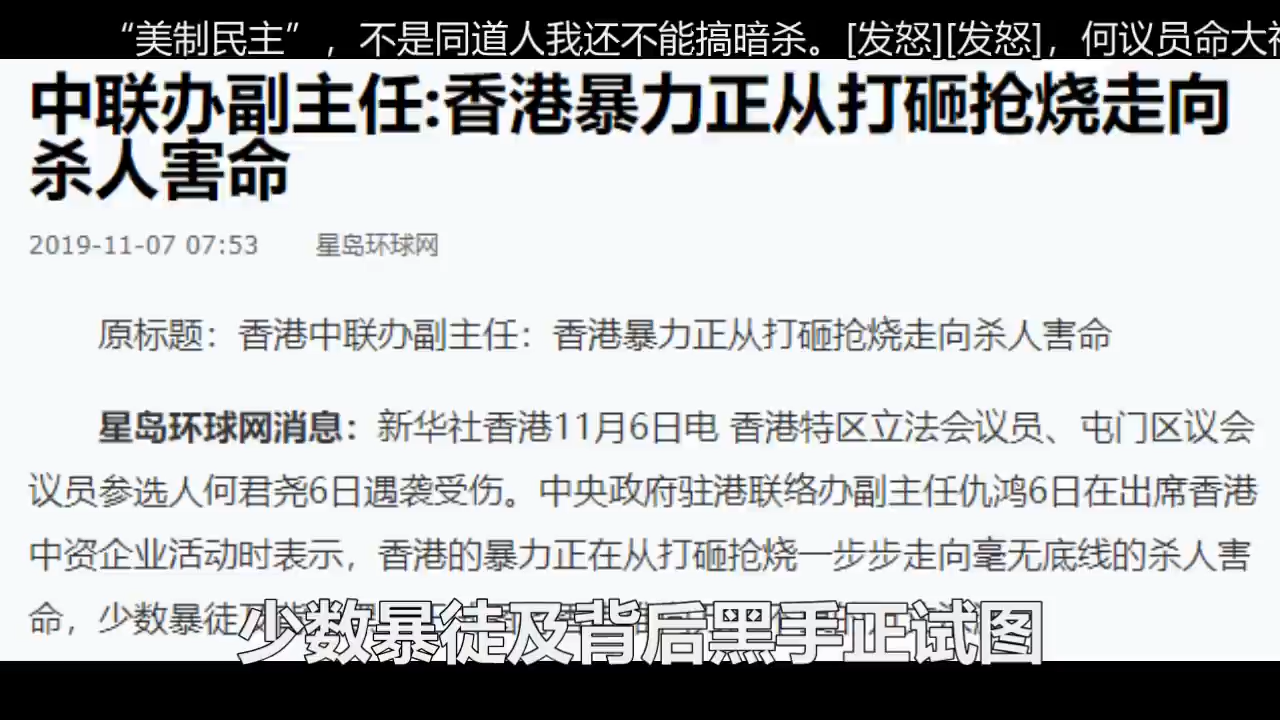 “美制民主”，不是同道人我还不能搞暗杀。[发怒][发怒]，何议员命大福
中联办副主任:香港暴力正从打砸抢烧走向
杀人害命
2019-11-07 07:53 星岛环球网
原标题：香港中联办副主任：香港暴力正从打砸抢烧走向杀人害命
星岛环球网消息：新华社香港11月6日电 香港特区立法会议员、屯门区议会
议员参选人何君尧6日遇袭受伤。中央政府驻港联络办副主任仇鸿6日在出席香港
中资企业活动时表示，香港的暴力正在从打砸抢烧一步步走向毫无底线的杀人害
命，少数暴徒及
少数暴徒及背后黑手正试图